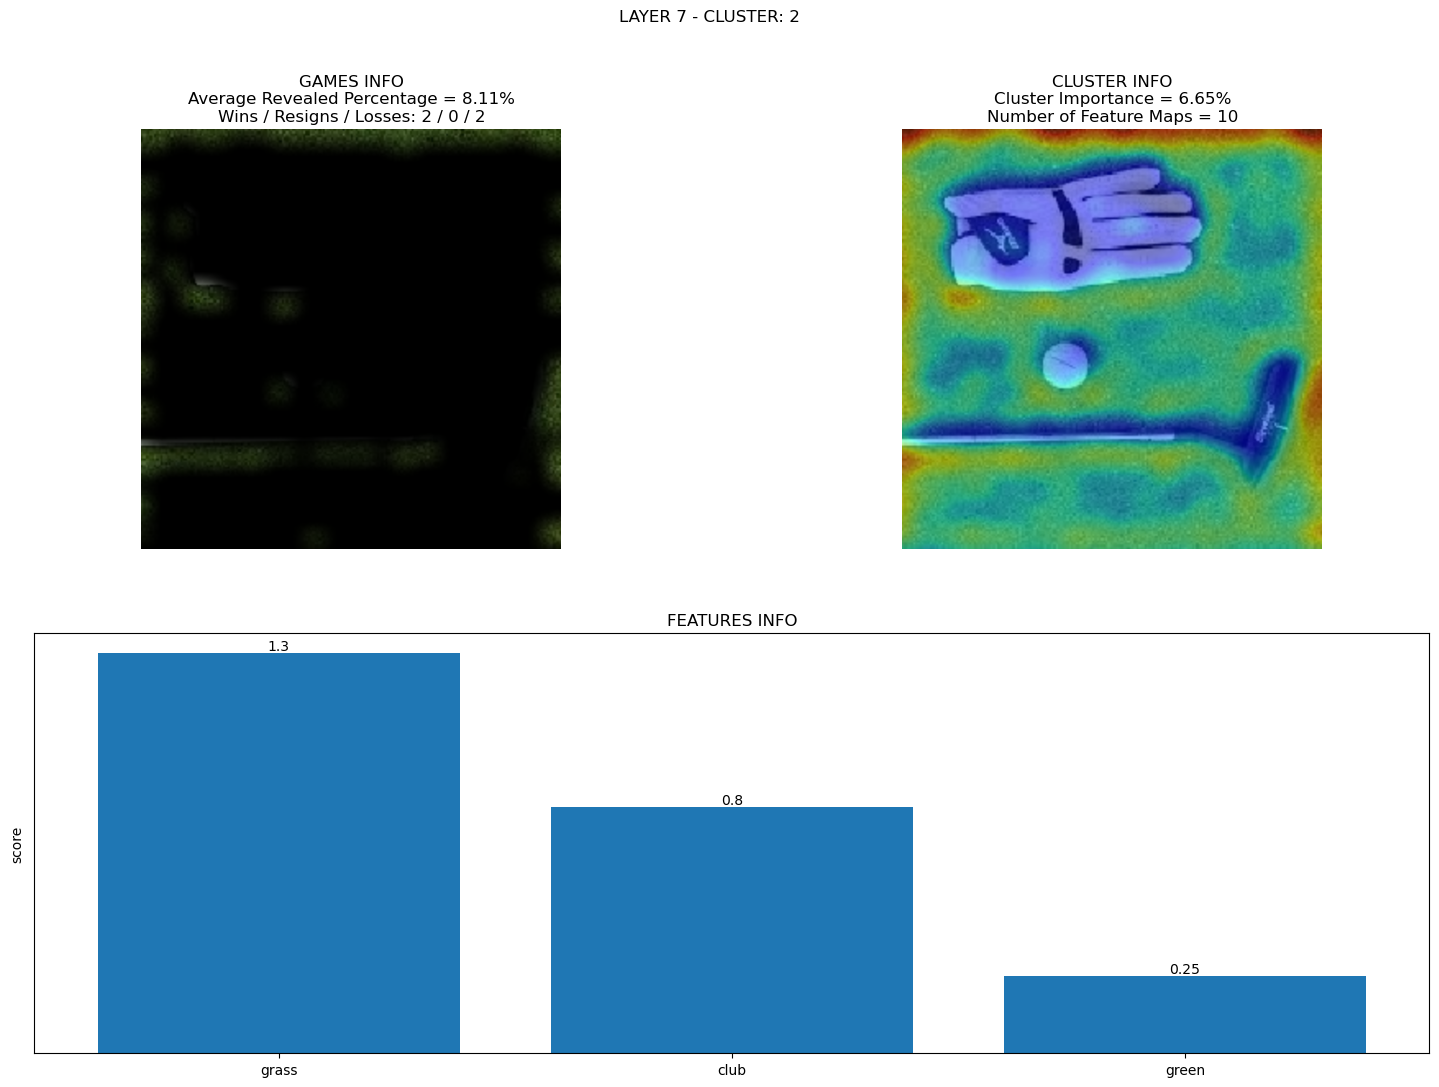 LAYER 7 - CLUSTER: 2
GAMES INFO
Average Revealed Percentage = 8.11%
Wins / Resigns / Losses: 2 / 0 / 2
CLUSTER INFO
Cluster Importance = 6.65%
Number of Feature Maps = 10
FEATURES INFO
score
1.3
0.8
0.25
grass
club
green